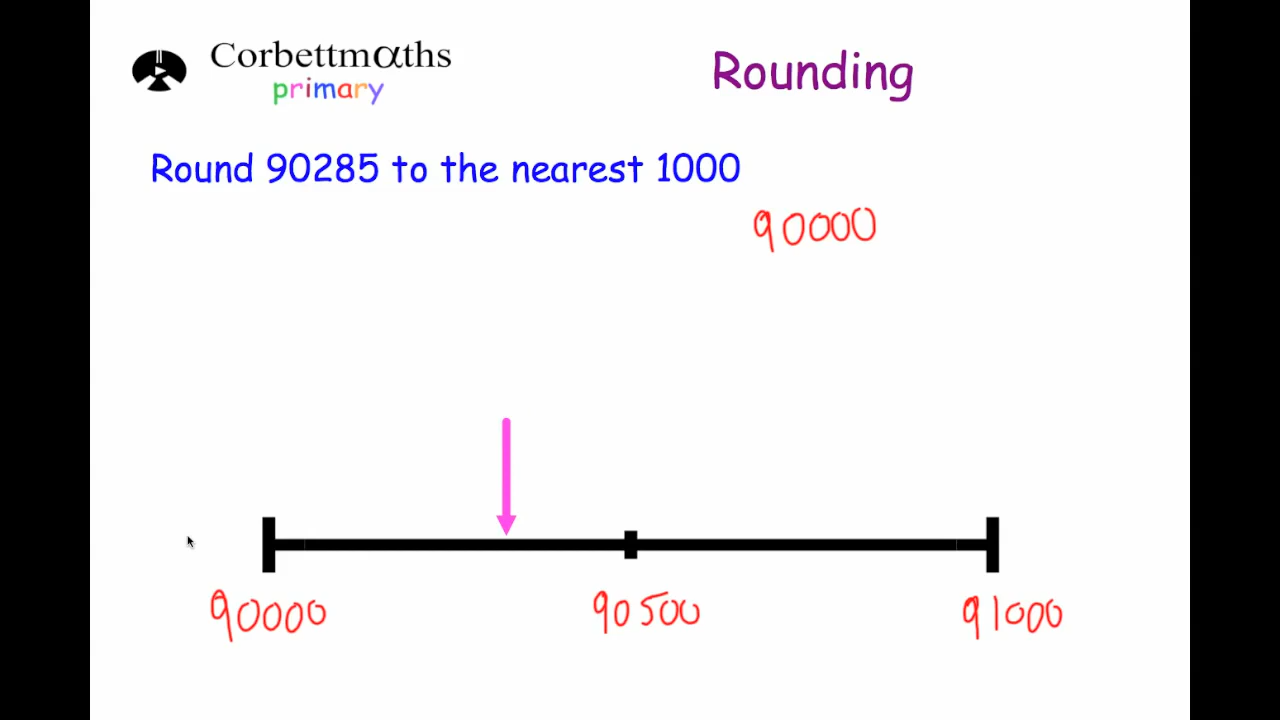 Corbettmαths
primary
Rounding
Round 90285 to the nearest 1000
90000
90000
90500
91000